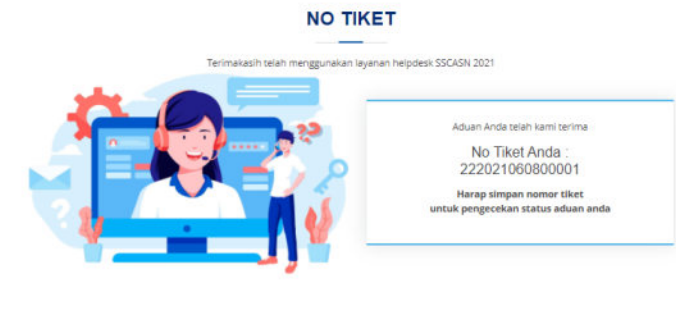 NO TIKET
Terimakasih telah menggunakan layanan helpdesk SSCASN 2021
Aduan Anda telah kami terima
No Tiket Anda :
222021060800001
Harap simpan nomor tiket
untuk pengecekan status aduan anda